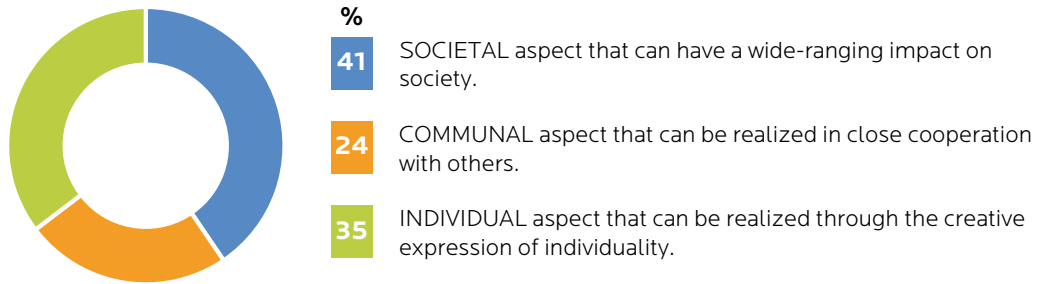 %
41
SOCIETAL aspect that can have a wide-ranging impact on
society.
24
COMMUNAL aspect that can be realized in close cooperation
with others.
35
INDIVIDUAL aspect that can be realized through the creative
expression of individuality.